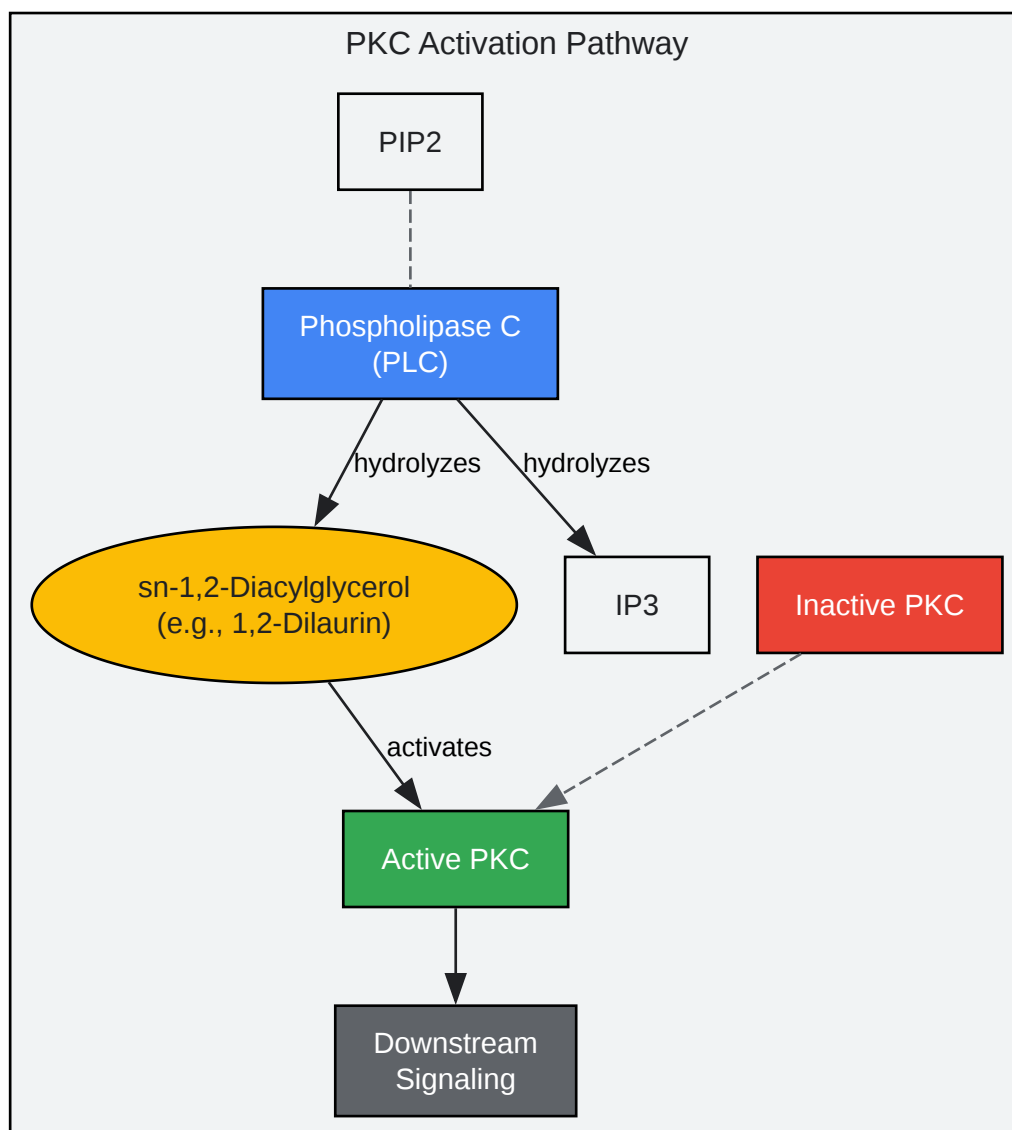 PKC Activation Pathway
PIP2
Phospholipase C
(PLC)
hydrolyzes
hydrolyzes
sn-1,2-Diacylglycerol
(e.g., 1,2-Dilaurin)
IP3
Inactive PKC
activates
Active PKC
Downstream
Signaling